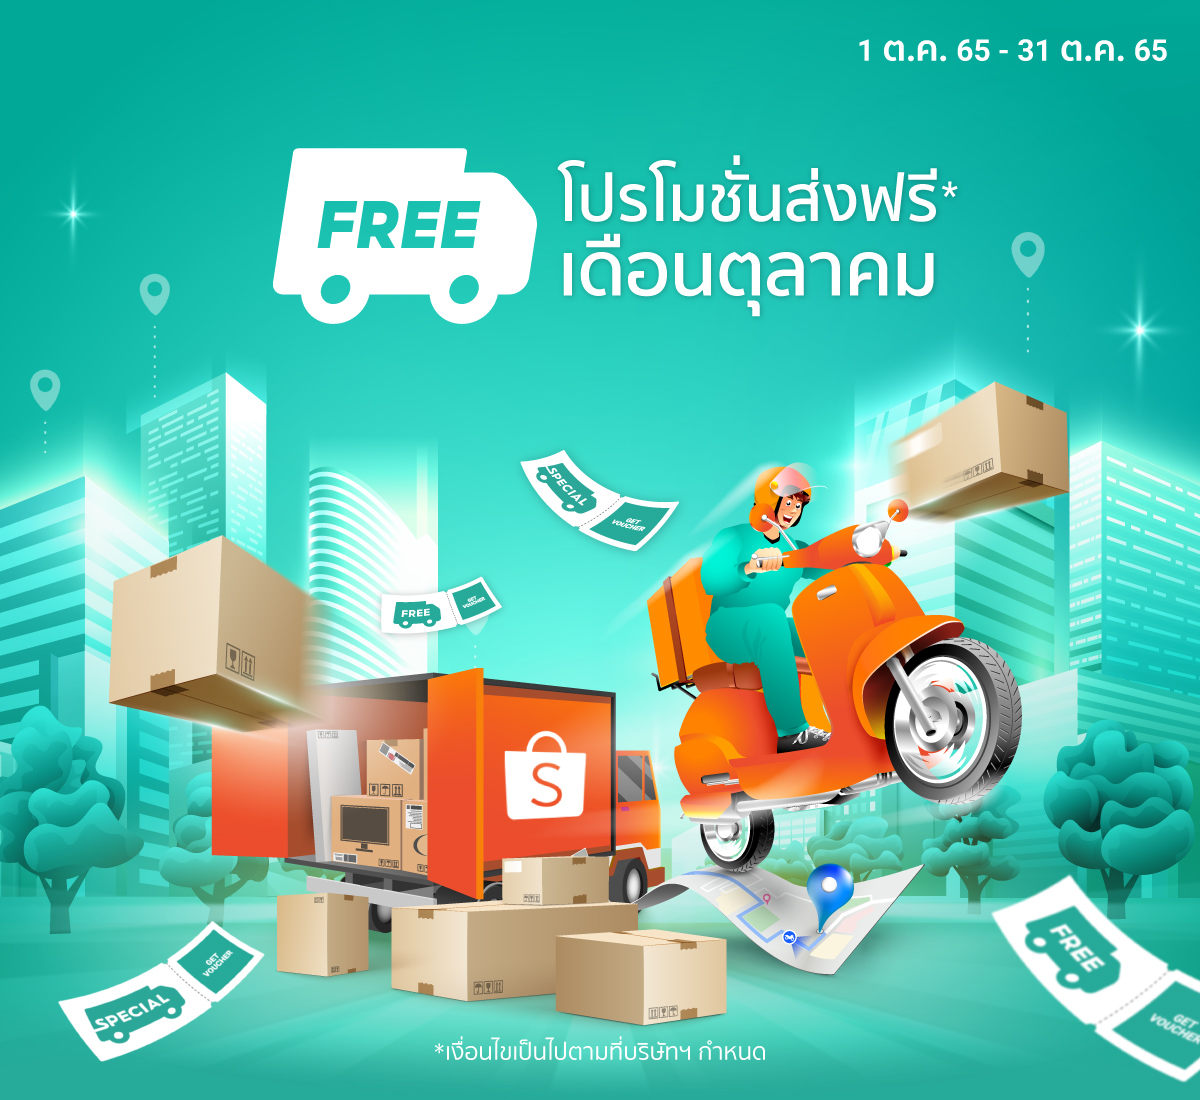 1 ต.ค. 65 - 31 ต.ค. 65
FREE
โปรโมชั่นส่งฟรี*
เดือนตุลาคม
SPECIAL
GET
VOUCHER
FREE
GET
VOUCHER
S
SPECIAL
GET
VOUCHER
FREE
GET
VOUCHER
*เงื่อนไขเป็นไปตามที่บริษัทฯ กำหนด